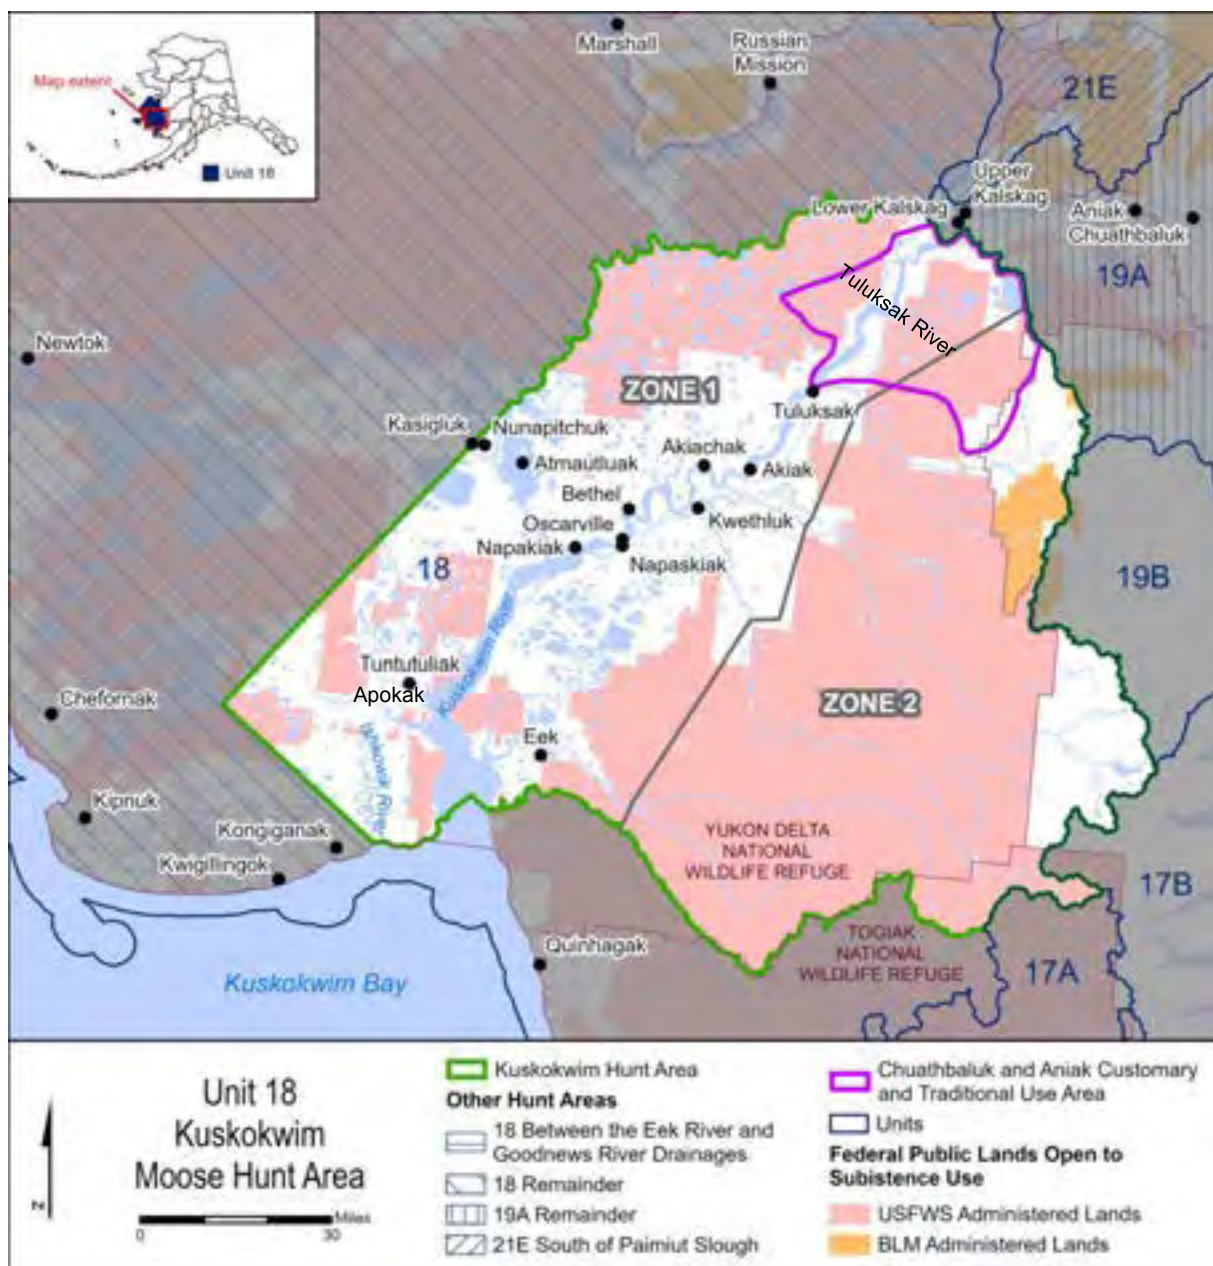 Map extent
Unit 18
Marshall
Russian
Mission
21E
Upper
Kalskag
Lower Kalskag
Aniak
Chuathbaluk
19A
Tuluksak River
Newtok
ZONE 1
Tuluksak
Kasigluk
Nunapitchuk
Akiachak
Atmautluak
Akiak
Bethel
Oscarville
Kwethluk
Napakiak
Napaskiak
18
19B
Kuskokwim River
Tuntutuliak
Apokak
Chefornak
ZONE 2
Eek
Kipnuk
Kongiganak
Kwigillingok
YUKON DELTA
NATIONAL
WILDLIFE REFUGE
17B
Quinhagak
TOGIAK
NATIONAL
WILDLIFE REFUGE
17A
Kuskokwim Bay
Unit 18
Kuskokwim
Moose Hunt Area
N
Miles
0 30
Kuskokwim Hunt Area
Other Hunt Areas
18 Between the Eek River and
Goodnews River Drainages
18 Remainder
19A Remainder
21E South of Paimiut Slough
Chuathbaluk and Aniak Customary
and Traditional Use Area
Units
Federal Public Lands Open to
Subistence Use
USFWS Administered Lands
BLM Administered Lands